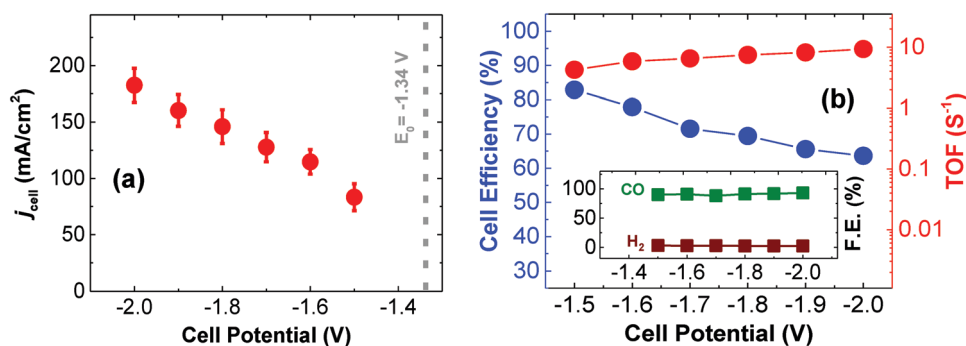 (a)
j_cell (mA/cm²)
200
150
100
50
0
E₀= -1.34 V
-2.0 -1.8 -1.6 -1.4
Cell Potential (V)
(b)
Cell Efficiency (%)
100
90
80
70
60
50
40
30
TOF (S⁻¹)
10
1
0.1
0.01
CO
H₂
100
50
0
F.E. (%)
-1.4 -1.6 -1.8 -2.0
-1.5 -1.6 -1.7 -1.8 -1.9 -2.0
Cell Potential (V)